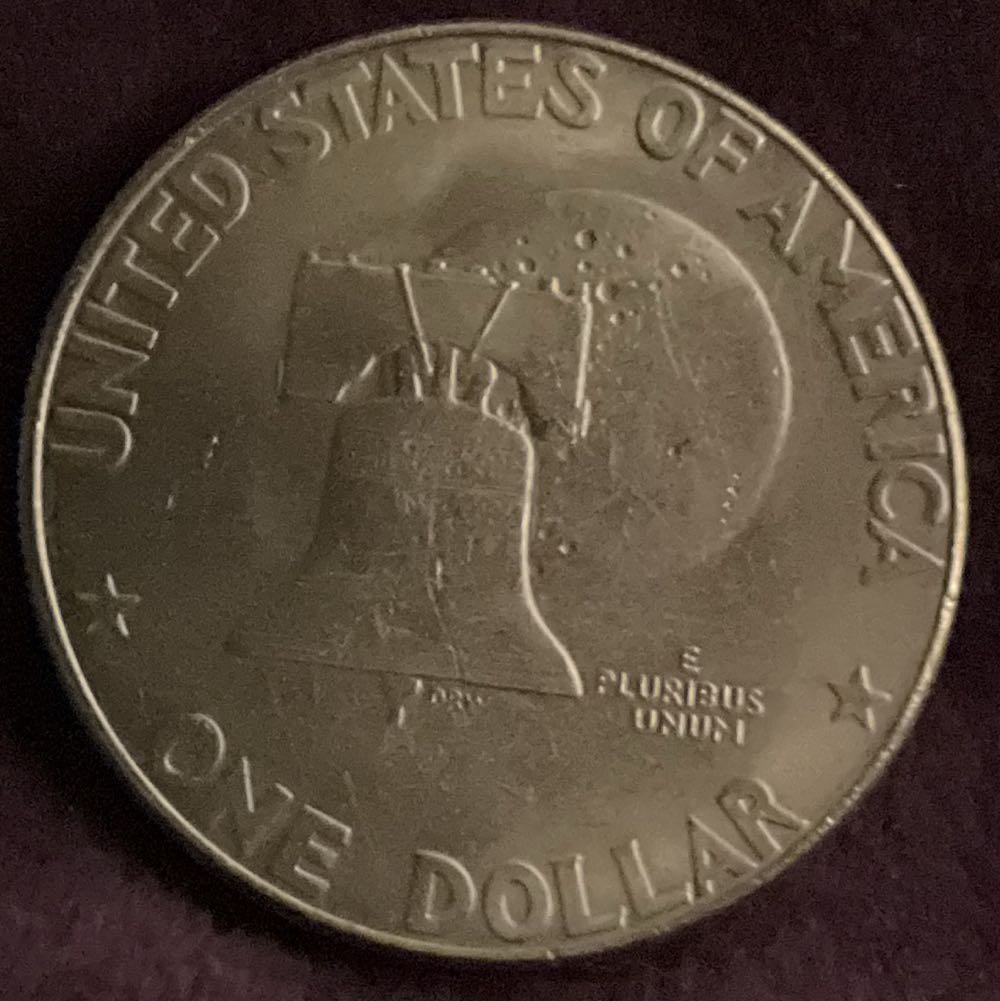 UNITED STATES OF AMERICA
E
PLURIBUS
UNUM
ONE DOLLAR